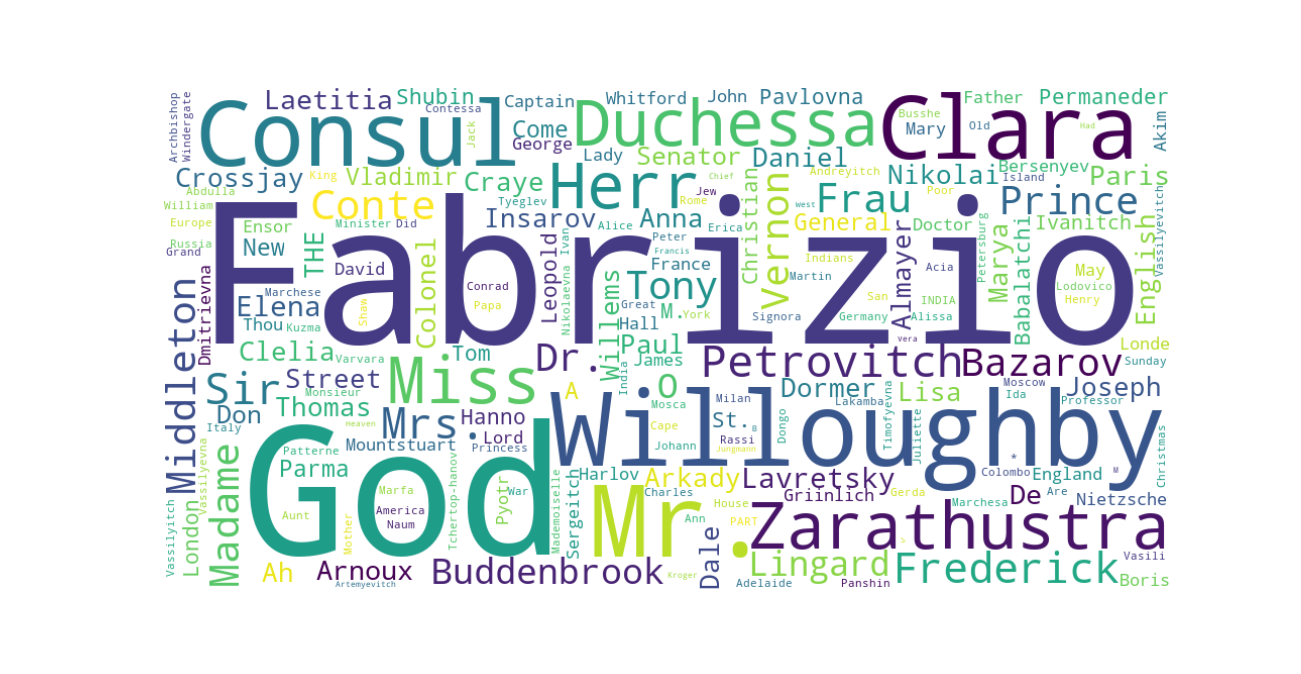 Fabrizio
God
Willoughby
Clara
Consul
Mr.
Duchessa
Herr
Zarathustra
Miss
Conte
Petrovitch
Bazarov
Frederick
Buddenbrook
Prince
Frau
Tony
Sir
Mrs.
Dr.
Vernon
Middleton
Madame
Lingard
Lavretsky
Arkady
Laetitia
Shubin
Captain
Contessa
Whitford
John
Pavlovna
Father
Permaneder
Archbishop
Windergate
Come
George
Jack
Busshe
Mary
Old
Had
Akim
Lady
Senator
Daniel
Bersenyev
Crossjay
King
Vladimir
Craye
Chief
Andreyitch
Nikolai
Island
Paris
Abdulla
William
Tyeglev
Jew
Rome
Christian
Poor
West
Europe
Ensor
Minister
Did
Insarov
Alice
Anna
Erica
General
Doctor
Ivanitch
Russia
Grand
New
THE
Colonel
Leopold
Nikolaevna
Ivan
Peter
Francis
France
Indians
Almayer
Petersburg
Marya
Babalatchi
English
Vassilyevitch
Dmitrievna
Marchese
David
Conrad
Papa
Shaw
Great
M.
York
Martin
San
Acia
INDIA
May
Lodovico
Henry
Elena
Thou
Kuzma
Willems
Hall
Signora
Germany
Alissa
Vera
Clelia
Varvara
Tom
Paul
James
Londe
Sunday
Street
Monsieur
India
O
A
Dormer
Lisa
Moscow
Ida
Joseph
Professor
Don
Italy
Thomas
Heaven
Hanno
Lord
Princess
Mosca
Milan
St.
B
Cape
Johann
Rassi
Jungmann
Dongo
Lakamba
Timofyevna
Juliette
Christmas
Mountstuart
Patterne
Parma
Vassilyevna
Vassilyitch
London
Marfa
America
Naum
Aunt
Mother
Tchertop-hanov
War
Pyotr
Mademoiselle
Sergeitch
Harlov
Charles
House
Ann
PART
Griinlich
Gerda
*
Colombo
England
M
Are
Marchesa
De
Nietzsche
Ah
Arnoux
Artemyevitch
Kroger
Dale
Adelaide
Panshin
Vasili
Boris